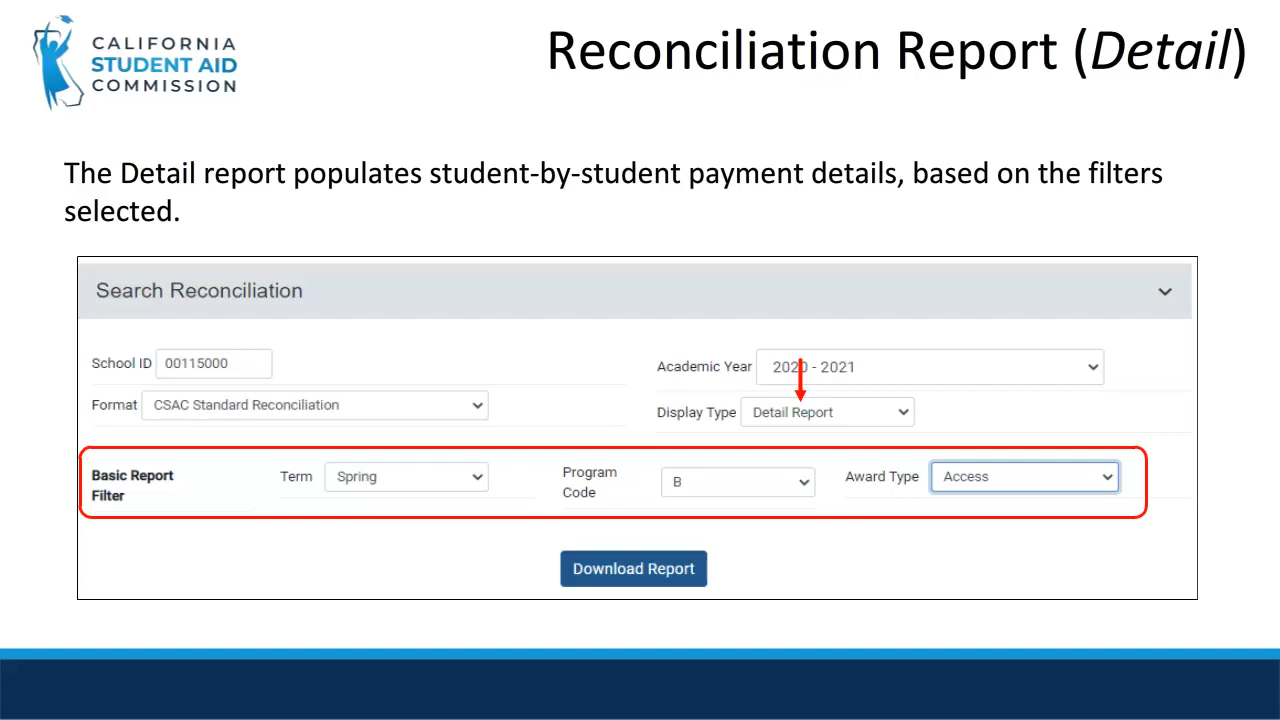 CALIFORNIA
STUDENT AID
COMMISSION
Reconciliation Report (Detail)
The Detail report populates student-by-student payment details, based on the filters
selected.
Search Reconciliation
School ID 00115000
Academic Year 2020 - 2021
Format CSAC Standard Reconciliation
Display Type Detail Report
Basic Report
Filter
Term Spring
Program
Code
B
Award Type Access
Download Report